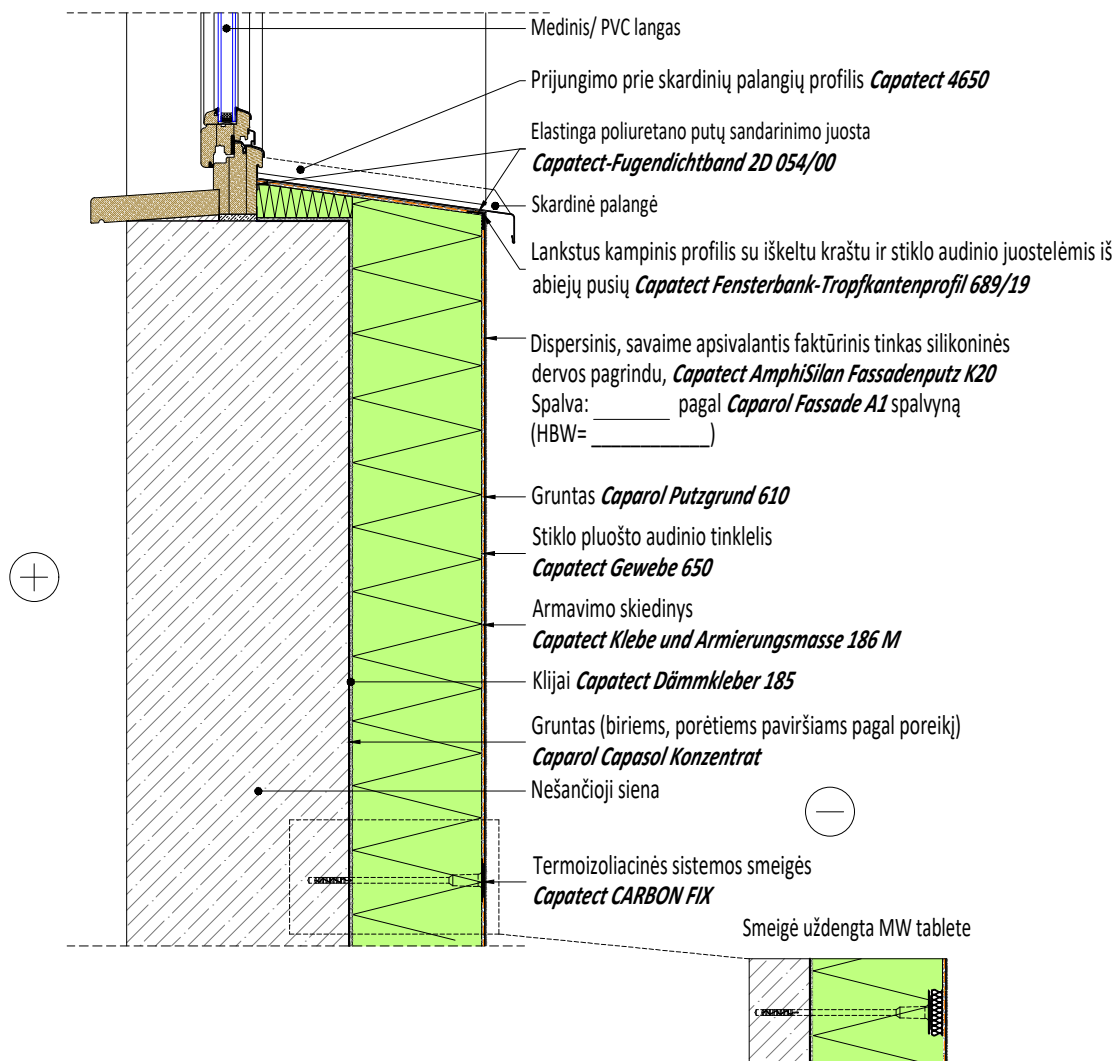 Medinis/ PVC langas
Prijungimo prie skardinių palangių profilis Capatect 4650
Elastinga poliuretano putų sandarinimo juosta
Capatect-Fugendichtband 2D 054/00
Skardinė palangė
Lankstus kampinis profilis su iškeltu kraštu ir stiklo audinio juostelėmis iš
abiejų pusių Capatect Fensterbank-Tropfkantenprofil 689/19
Dispersinis, savaime apsivalantis faktūrinis tinkas silikoninės
dervos pagrindu, Capatect AmphiSilan Fassadenputz K20
Spalva: ________ pagal Caparol Fassade A1 spalvyną
(HBW= ____________)
Gruntas Caparol Putzgrund 610
Stiklo pluošto audinio tinklelis
Capatect Gewebe 650
Armavimo skiedinys
Capatect Klebe und Armierungsmasse 186 M
Klijai Capatect Dämmkleber 185
Gruntas (biriems, porėtiems paviršiams pagal poreikį)
Caparol Capasol Konzentrat
Nešančioji siena
Termoizoliacinės sistemos smeigės
Capatect CARBON FIX
Smeigė uždengta MW tablete